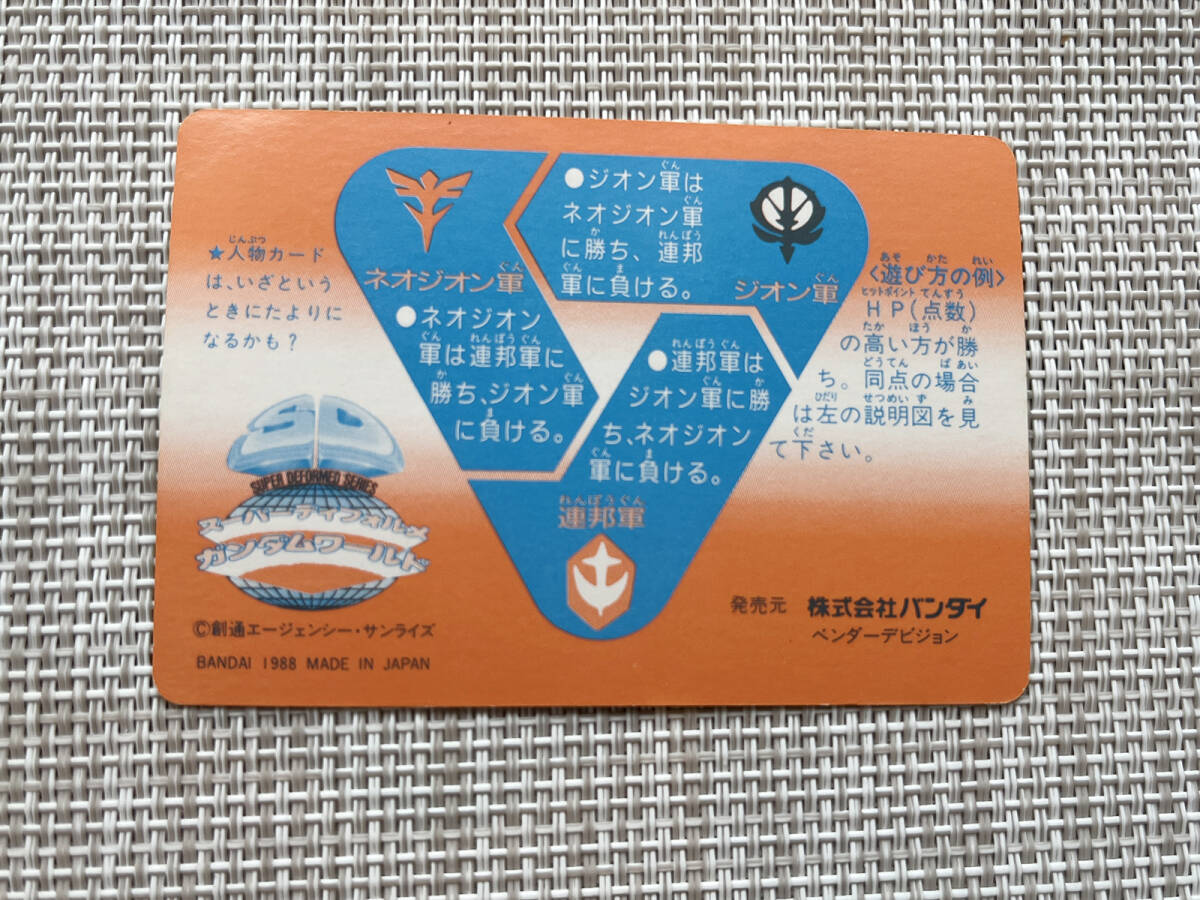 ★人物カード
は、いざという
ときにたよりに
なるかも？
ネオジオン軍
●ネオジオン
軍は連邦軍に
勝ち、ジオン軍
に負ける。
●ジオン軍は
ネオジオン軍
に勝ち、連邦
軍に負ける。
ジオン軍
●連邦軍は
ジオン軍に勝
ち、ネオジオン
軍に負ける。
連邦軍
〈遊び方の例〉
HP(点数)
の高い方が勝
ち。同点の場合
は左の説明図を見
て下さい。
SUPER DEFORMED SERIES
スーパーディフォルメ
ガンダムワールド
©創通エージェンシー・サンライズ
BANDAI 1988 MADE IN JAPAN
発売元 株式会社バンダイ
ベンダーデビジョン